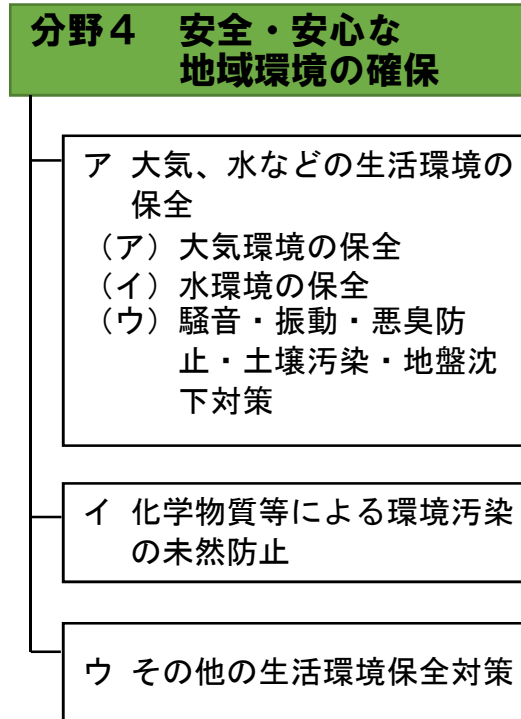 分野４　安全・安心な
地域環境の確保
ア 大気、水などの生活環境の
保全
（ア）大気環境の保全
（イ）水環境の保全
（ウ）騒音・振動・悪臭防
止・土壌汚染・地盤沈
下対策
イ 化学物質等による環境汚染
の未然防止
ウ その他の生活環境保全対策